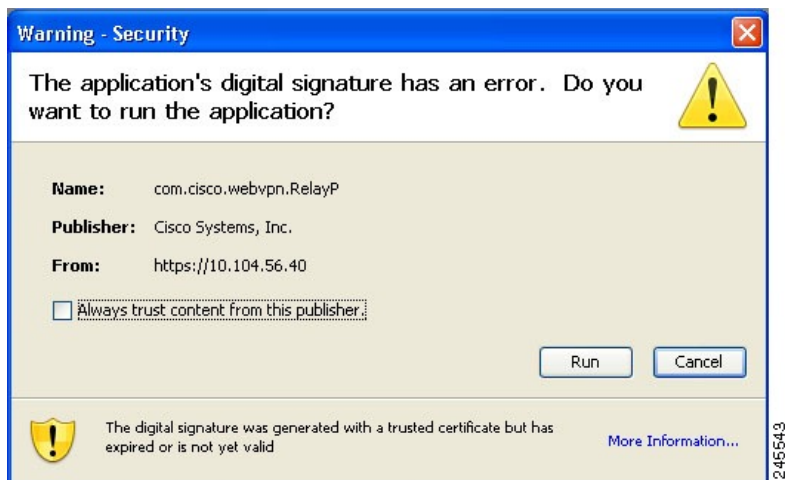 Warning - Security
The application's digital signature has an error. Do you
want to run the application?
Name: com.cisco.webvpn.RelayP
Publisher: Cisco Systems, Inc.
From: https://10.104.56.40
Always trust content from this publisher.
Run Cancel
The digital signature was generated with a trusted certificate but has
expired or is not yet valid
More Information...
245543